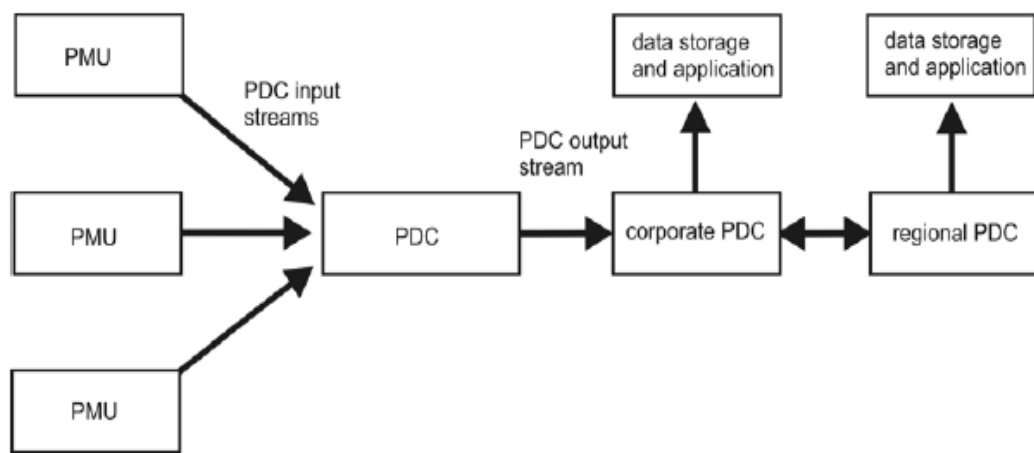 PMU
PDC input
streams
PMU
PMU
PDC
PDC output
stream
data storage
and application
corporate PDC
data storage
and application
regional PDC